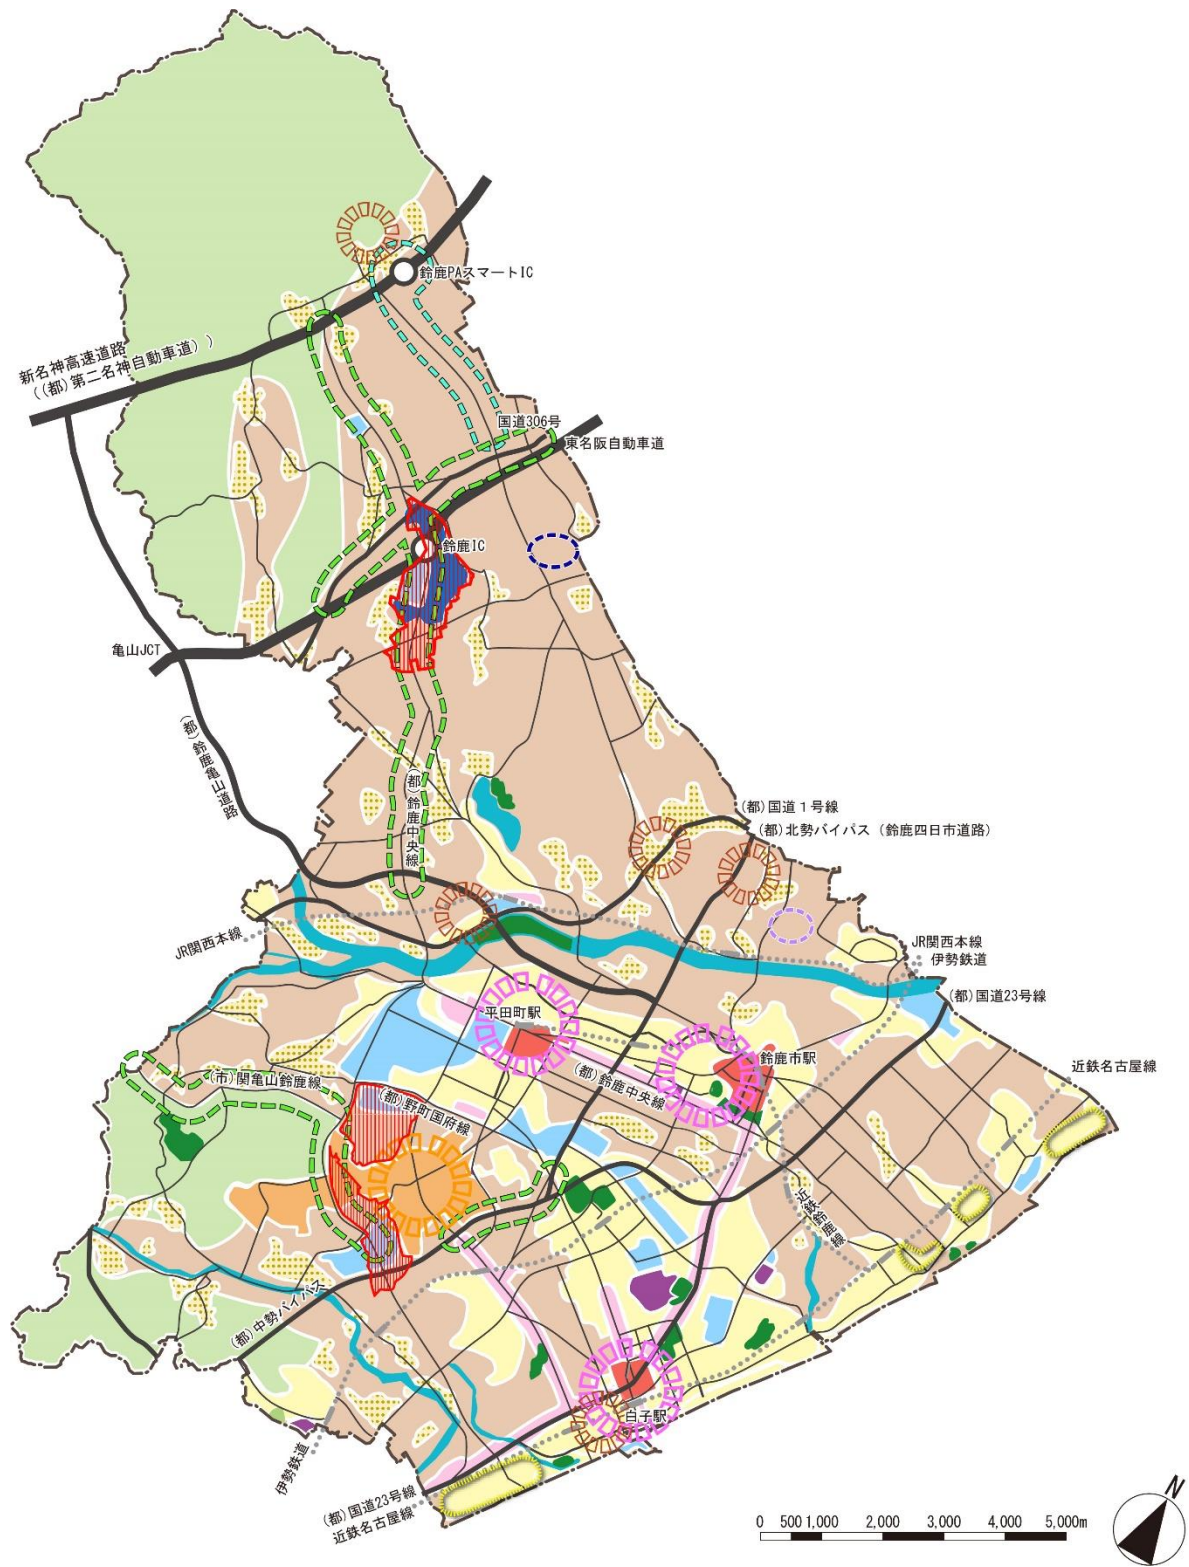 鈴鹿PAスマートIC
新名神高速道路
((都)第二名神自動車道))
国道306号
東名阪自動車道
鈴鹿IC
亀山JCT
(都)鈴鹿亀山道路
(都)鈴鹿中央線
(都)国道1号線
(都)北勢バイパス(鈴鹿四日市道路)
JR関西本線
JR関西本線
伊勢鉄道
(都)国道23号線
平田町駅
鈴鹿市駅
近鉄名古屋線
(市)関亀山鈴鹿線
(都)野町国府線
(都)鈴鹿中央線
近鉄鈴鹿線
(都)中勢バイパス
白子駅
伊勢鉄道
(都)国道23号線
近鉄名古屋線
0 500 1,000 2,000 3,000 4,000 5,000m
N